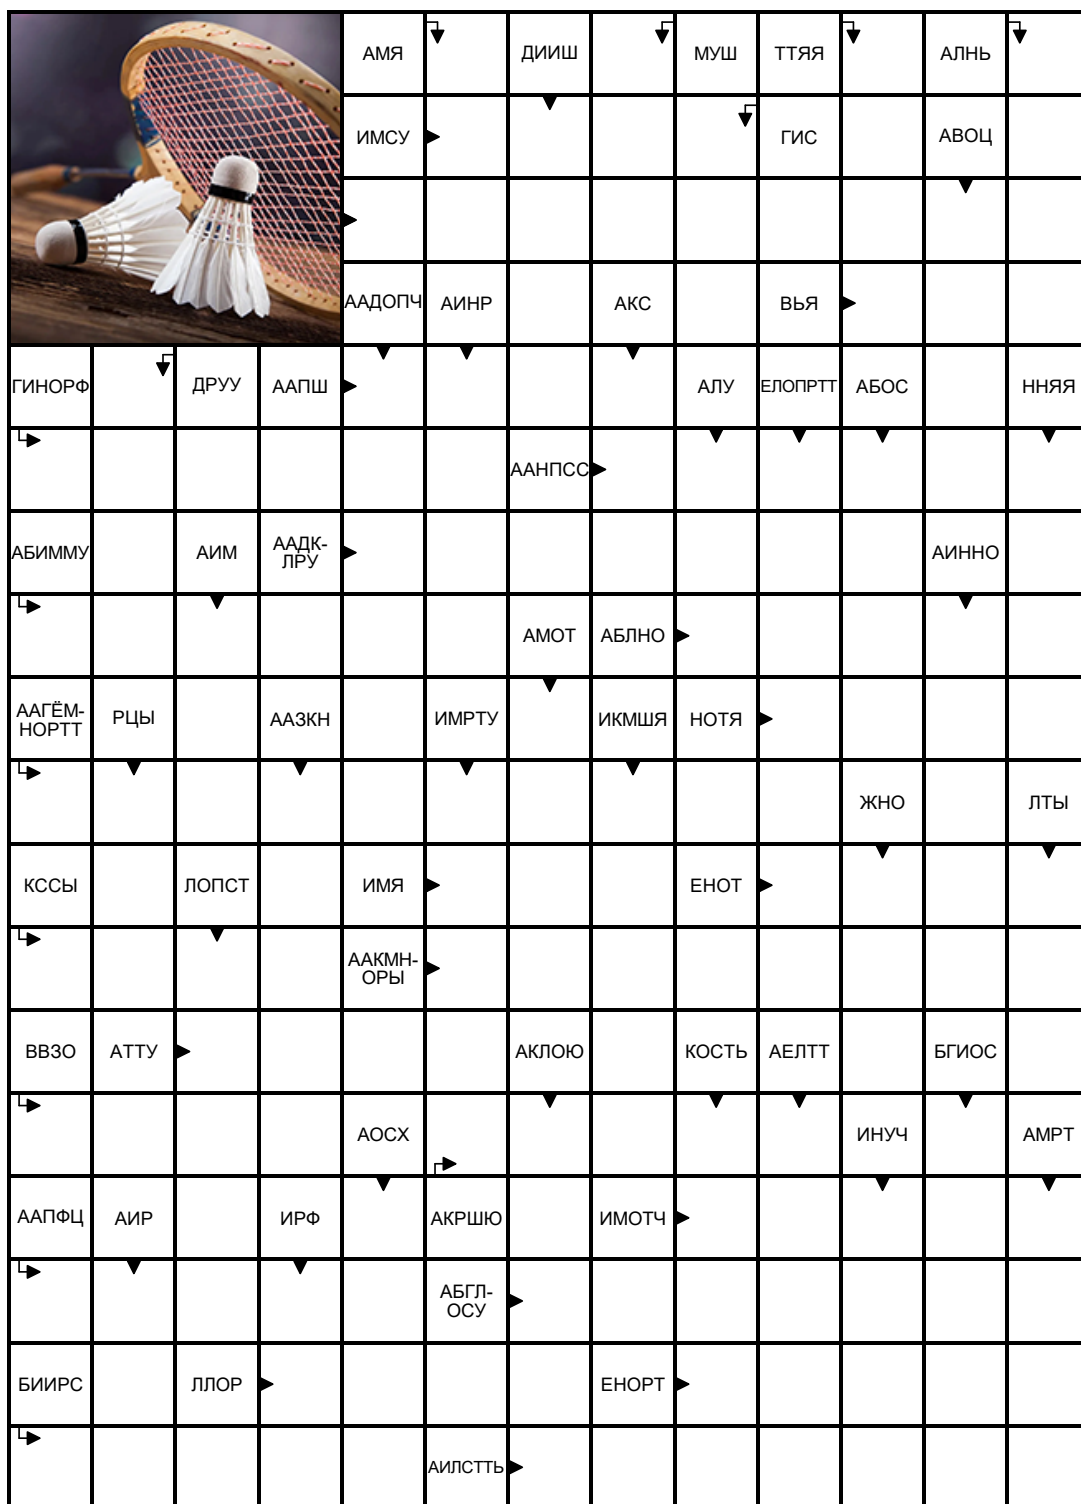 АМЯ ДИИШ МУШ ТТЯЯ АЛНЬ
ИМСУ ГИС АВОЦ
ААДОПЧ АИНР АКС ВЬЯ
ГИНОРФ ДРУУ ААПШ АЛУ ЕЛОПРТТ АБОС ННЯЯ
ААНПСС
АБИММУ АИМ ААДК-
ЛРУ АИННО
АМОТ АБЛНО
ААГЁМ-
НОРТТ РЦЫ ААЗКН ИМРТУ ИКМШЯ НОТЯ
ЖНО ЛТЫ
КССЫ ЛОПСТ ИМЯ ЕНОТ
ААКМН-
ОРЫ
ВВЗО АТТУ АКЛОЮ КОСТЬ АЕЛТТ БГИОС
АОСХ ИНУЧ АМРТ
ААПФЦ АИР ИРФ АКРШЮ ИМОТЧ
АБГЛ-
ОСУ
БИИРС ЛЛОР ЕНОРТ
АИЛСТТЬ